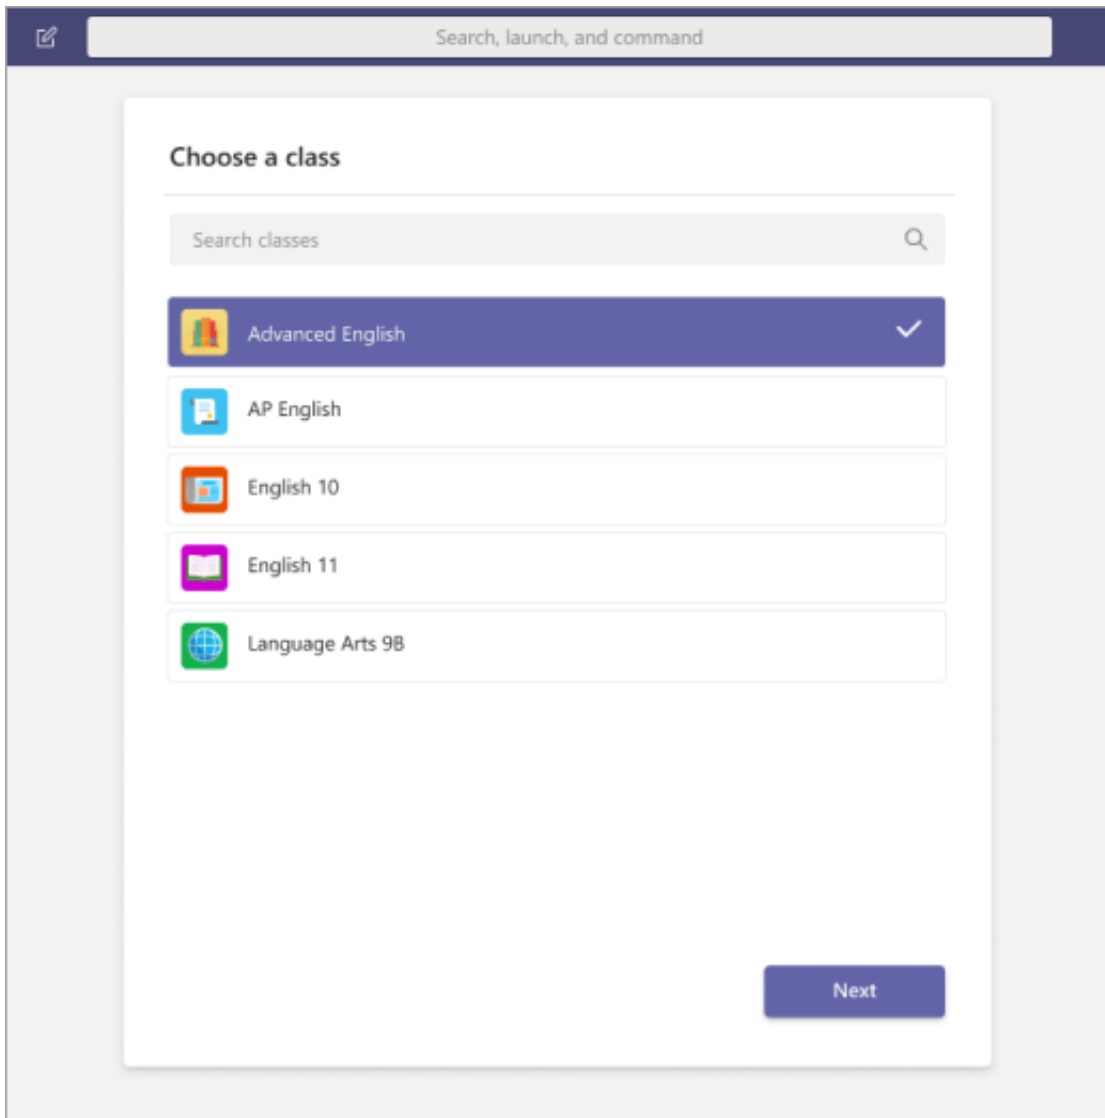 Search, launch, and command
Choose a class
Search classes
Advanced English
AP English
English 10
English 11
Language Arts 9B
Next